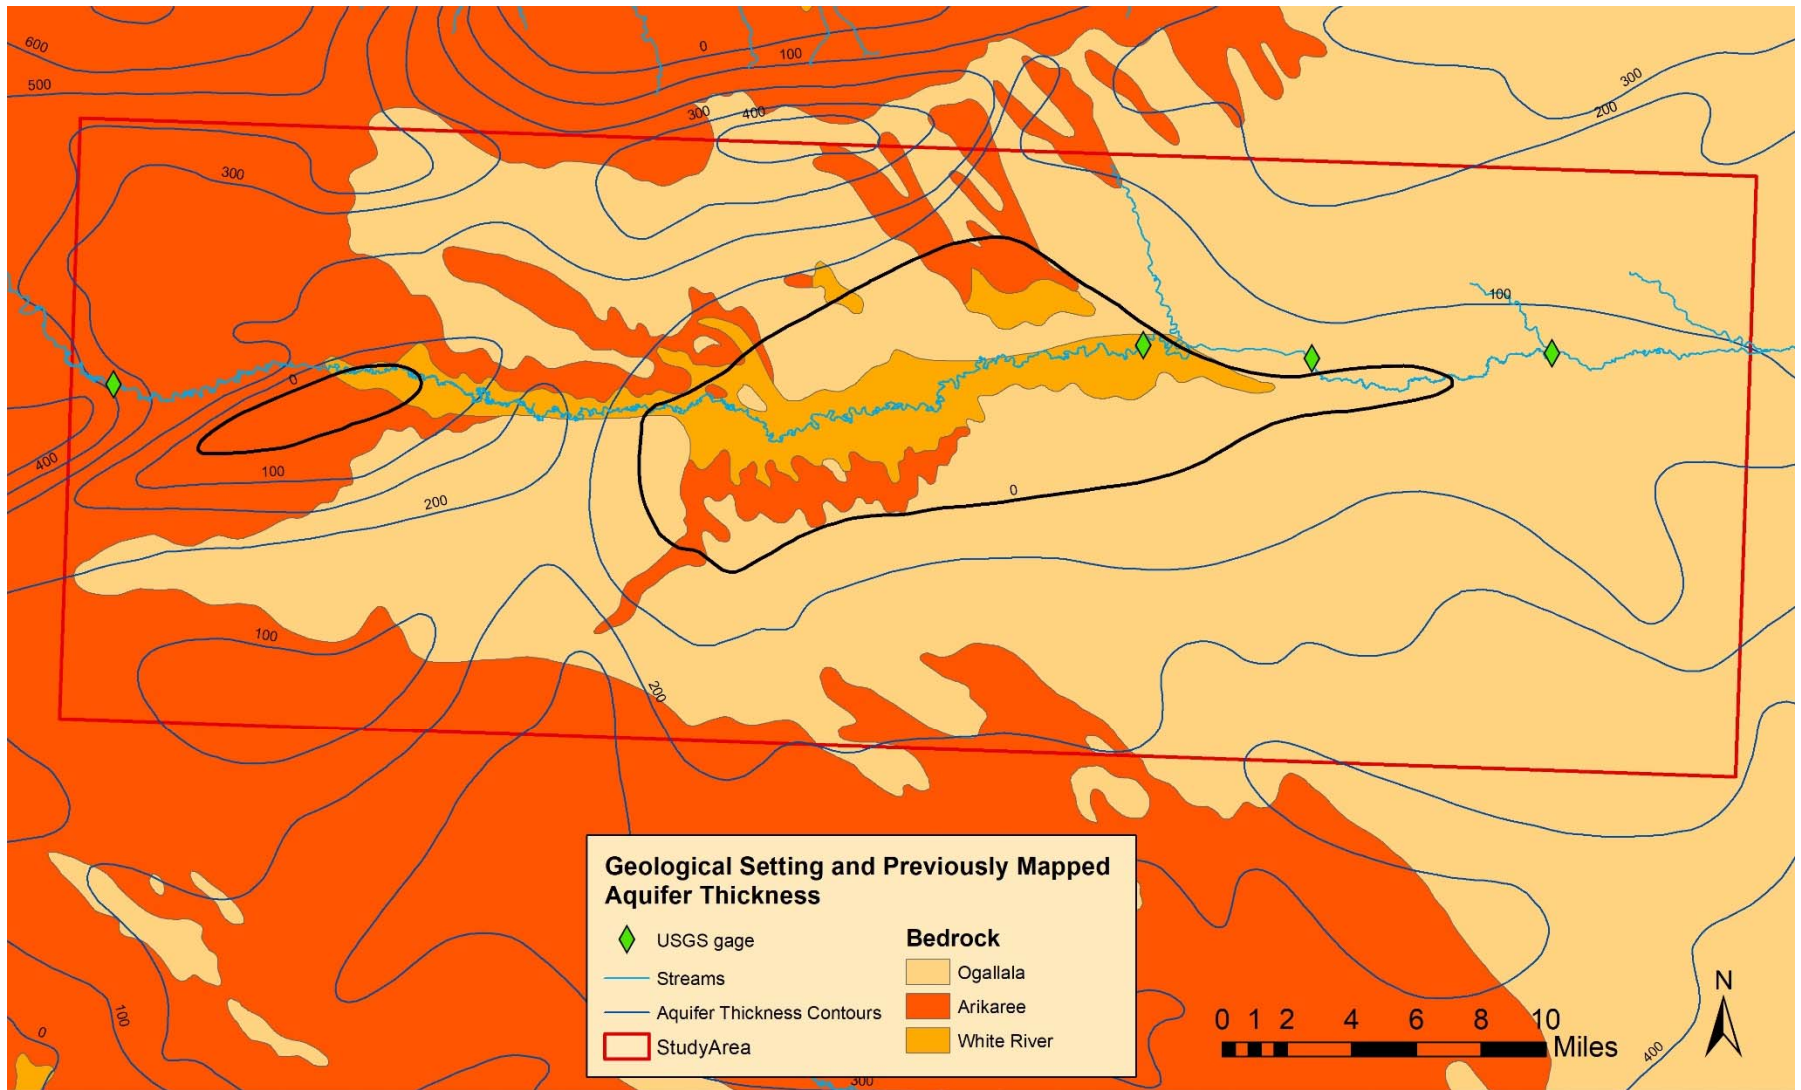 600
500
0
100
300
400
300
200
300
100
0
400
100
200
0
100
200
Geological Setting and Previously Mapped
Aquifer Thickness
USGS gage
Streams
Aquifer Thickness Contours
StudyArea
Bedrock
Ogallala
Arikaree
White River
100
0
300
0 1 2 4 6 8 10
Miles
N
400